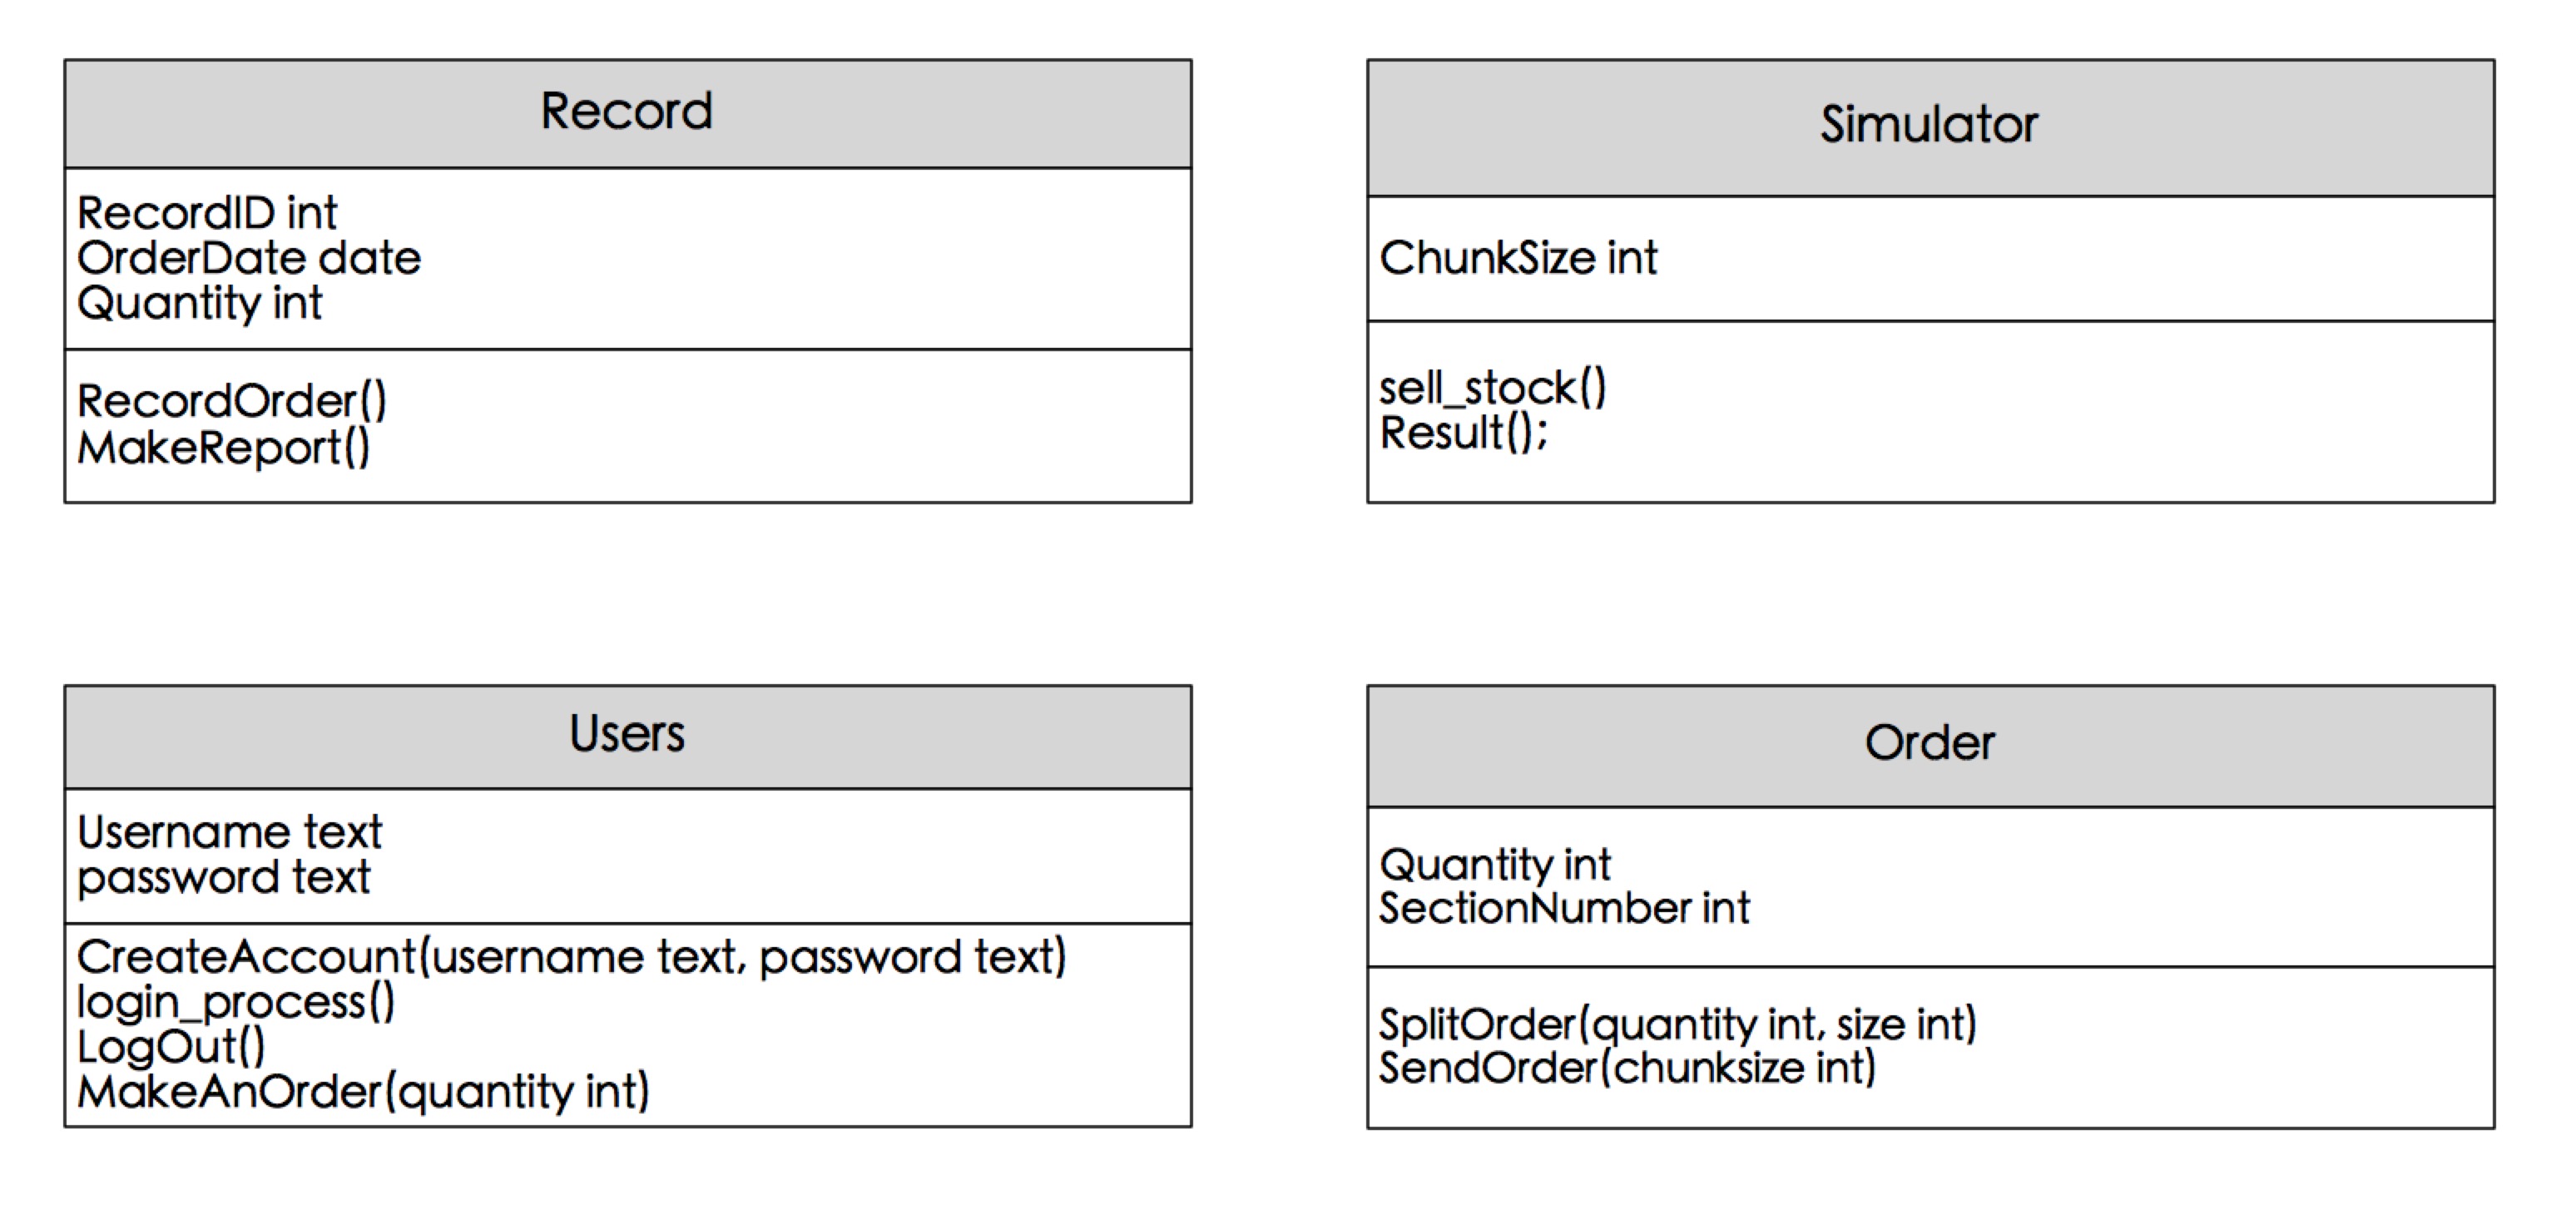 Record
RecordID int
OrderDate date
Quantity int
RecordOrder()
MakeReport()
Simulator
ChunkSize int
sell_stock()
Result();
Users
Username text
password text
CreateAccount(username text, password text)
login_process()
LogOut()
MakeAnOrder(quantity int)
Order
Quantity int
SectionNumber int
SplitOrder(quantity int, size int)
SendOrder(chunksize int)